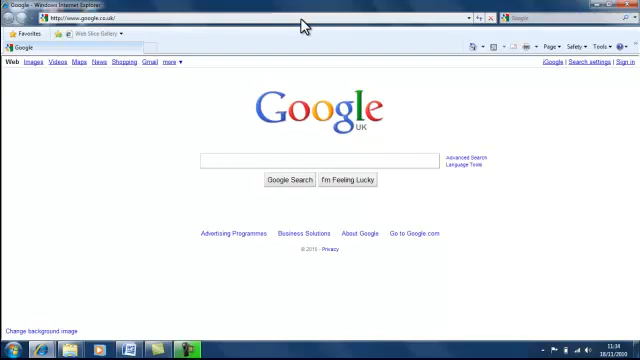 Google - Windows Internet Explorer
http://www.google.co.uk/
Google
Favorites
Web Slice Gallery
Google
Page Safety Tools
Web Images Videos Maps News Shopping Gmail more
iGoogle | Search settings | Sign in
Google
UK
Advanced Search
Language Tools
Google Search
I'm Feeling Lucky
Advertising Programmes
Business Solutions
About Google
Go to Google.com
© 2010 - Privacy
Change background image
11:34
18/11/2010